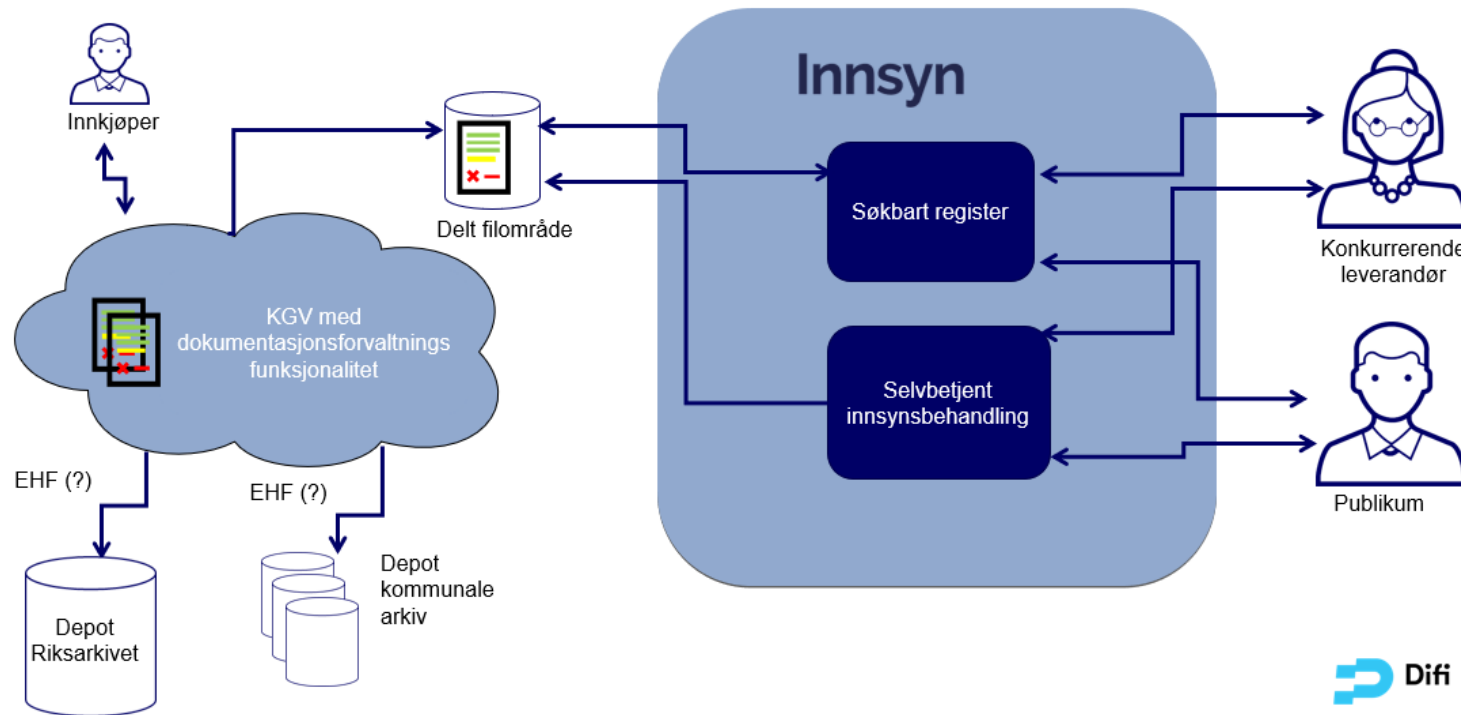 Innsyn
Innkjøper
Delt filområde
Søkbart register
Konkurrerende
leverandør
KGV med
dokumentasjonsforvaltnings
funksjonalitet
Selvbetjent
innsynsbehandling
Publikum
EHF (?)
EHF (?)
Depot
kommunale
arkiv
Depot
Riksarkivet
Difi